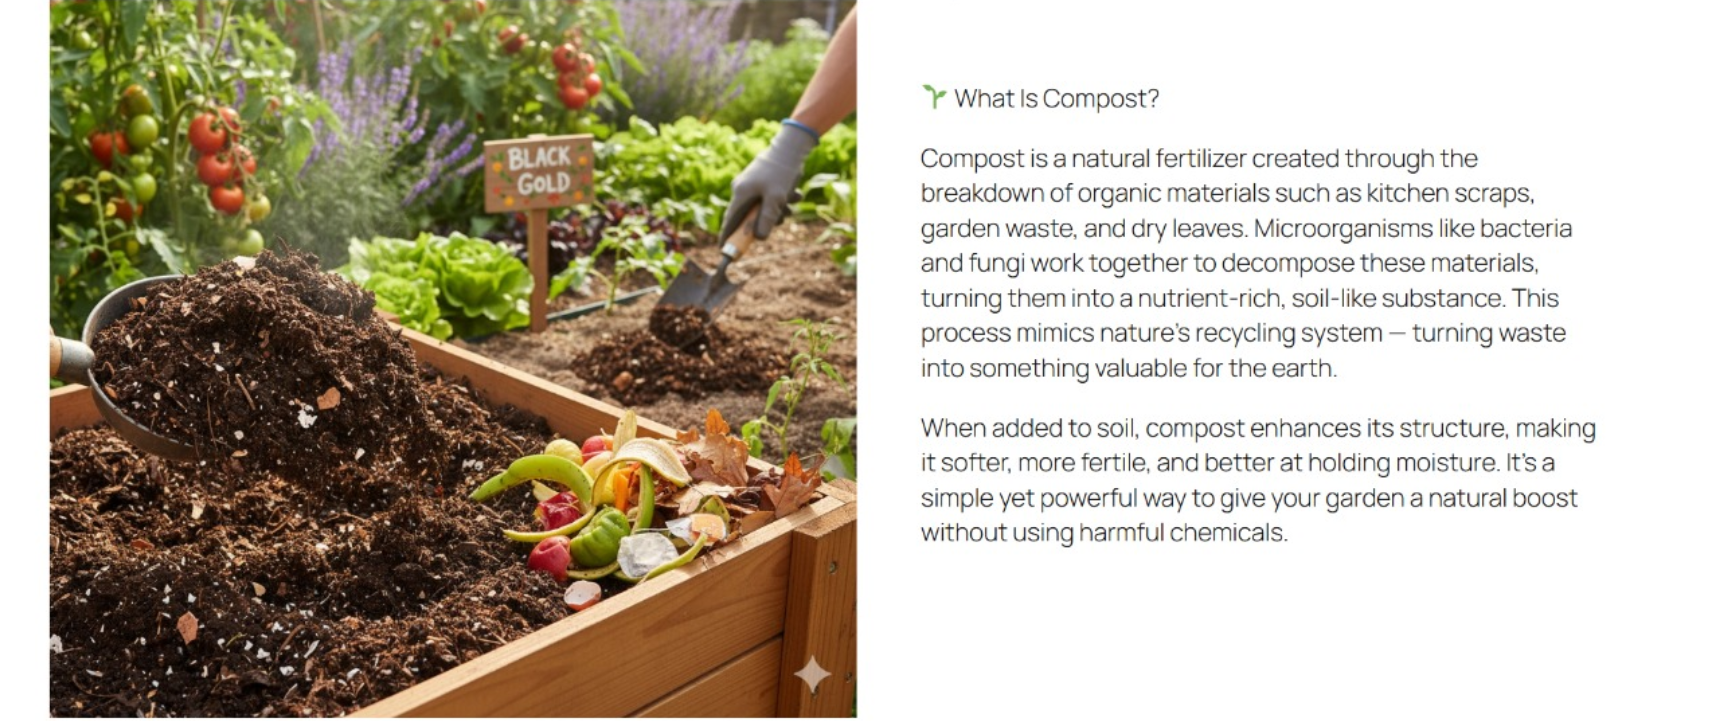 BLACK
GOLD
🌱 What Is Compost?
Compost is a natural fertilizer created through the
breakdown of organic materials such as kitchen scraps,
garden waste, and dry leaves. Microorganisms like bacteria
and fungi work together to decompose these materials,
turning them into a nutrient-rich, soil-like substance. This
process mimics nature's recycling system — turning waste
into something valuable for the earth.
When added to soil, compost enhances its structure, making
it softer, more fertile, and better at holding moisture. It's a
simple yet powerful way to give your garden a natural boost
without using harmful chemicals.